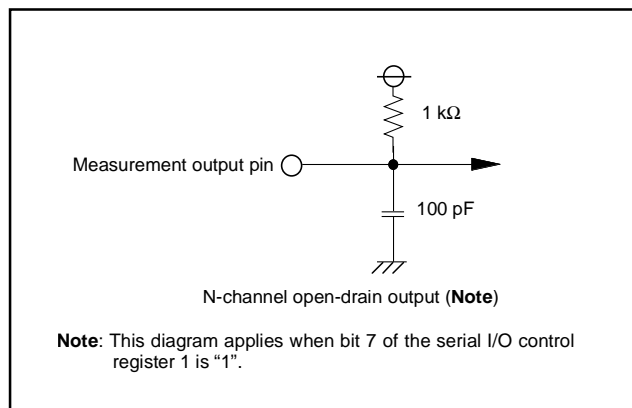 1 kΩ
Measurement output pin
100 pF
N-channel open-drain output (Note)
Note: This diagram applies when bit 7 of the serial I/O control
register 1 is “1”.